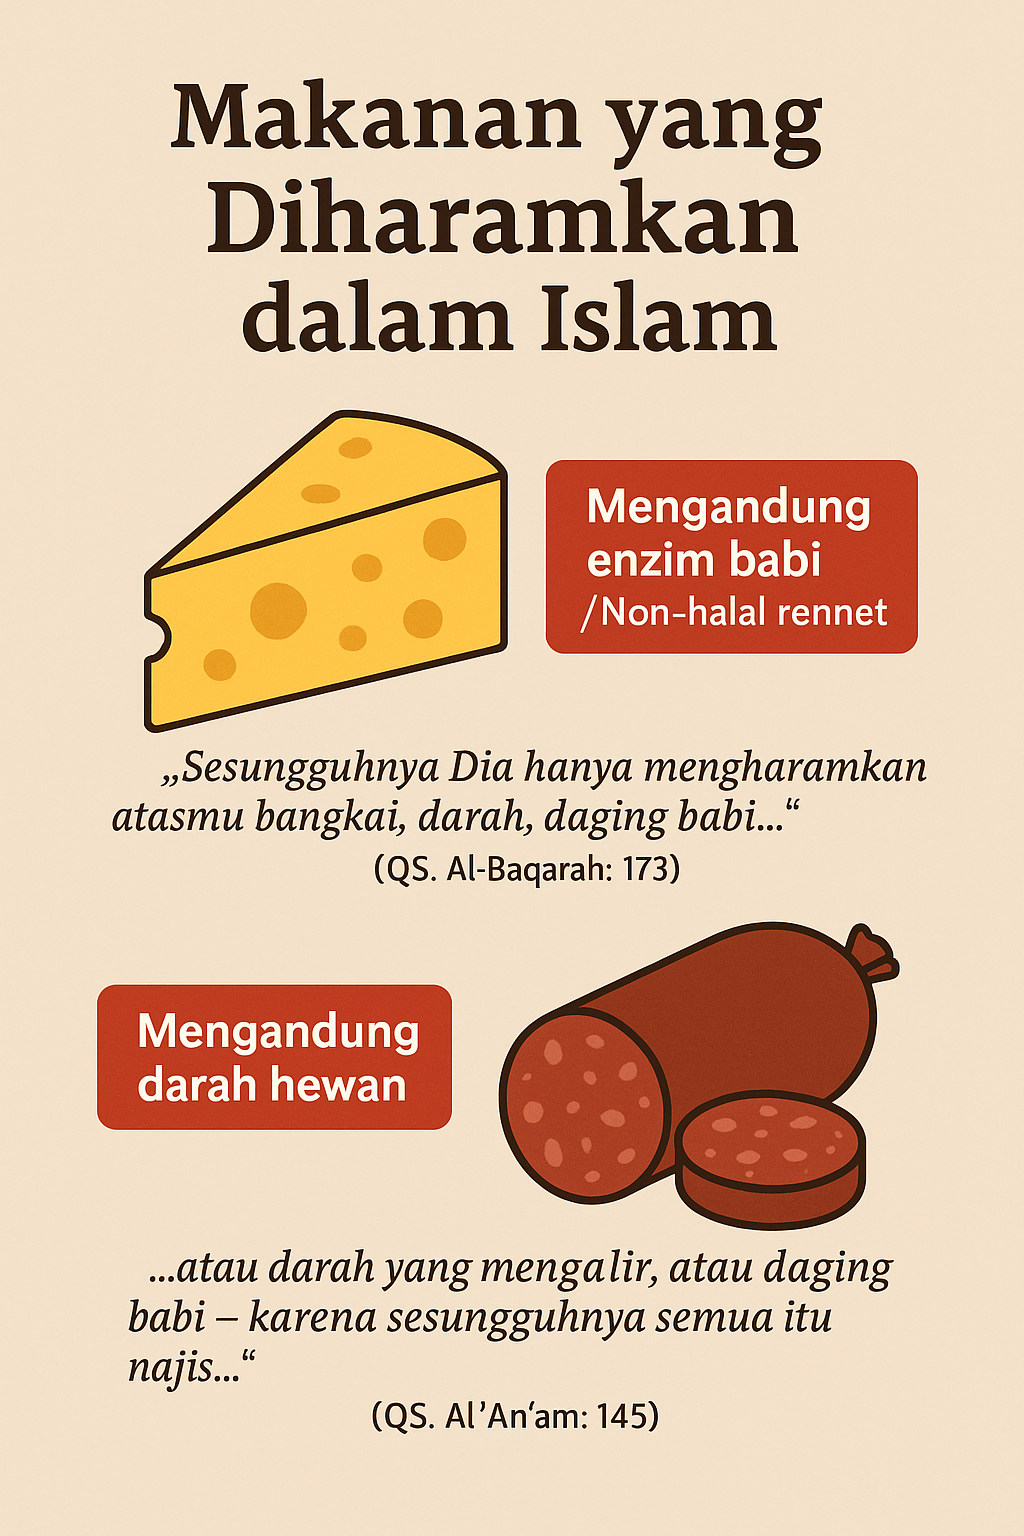 Makanan yang
Diharamkan
dalam Islam
Mengandung
enzim babi
/Non-halal rennet
„Sesungguhnya Dia hanya mengharamkan
atasmu bangkai, darah, daging babi...“
(QS. Al-Baqarah: 173)
Mengandung
darah hewan
...atau darah yang mengalir, atau daging
babi – karena sesungguhnya semua itu
najis...“
(QS. Al’An‘am: 145)